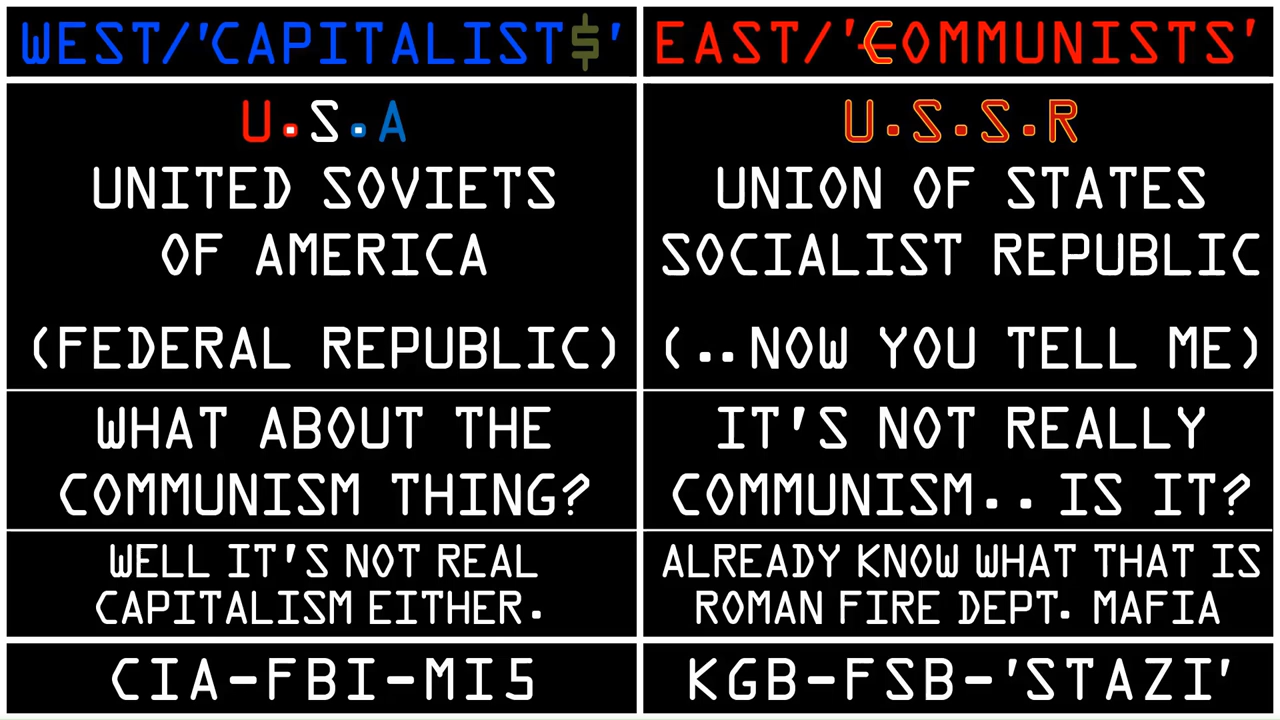 WEST/'CAPITALIST$'
U.S.A
UNITED SOVIETS
OF AMERICA
(FEDERAL REPUBLIC)
WHAT ABOUT THE
COMMUNISM THING?
WELL IT'S NOT REAL
CAPITALISM EITHER.
CIA-FBI-MI5
EAST/'COMMUNISTS'
U.S.S.R
UNION OF STATES
SOCIALIST REPUBLIC
(..NOW YOU TELL ME)
IT'S NOT REALLY
COMMUNISM.. IS IT?
ALREADY KNOW WHAT THAT IS
ROMAN FIRE DEPT. MAFIA
KGB-FSB-'STAZI'